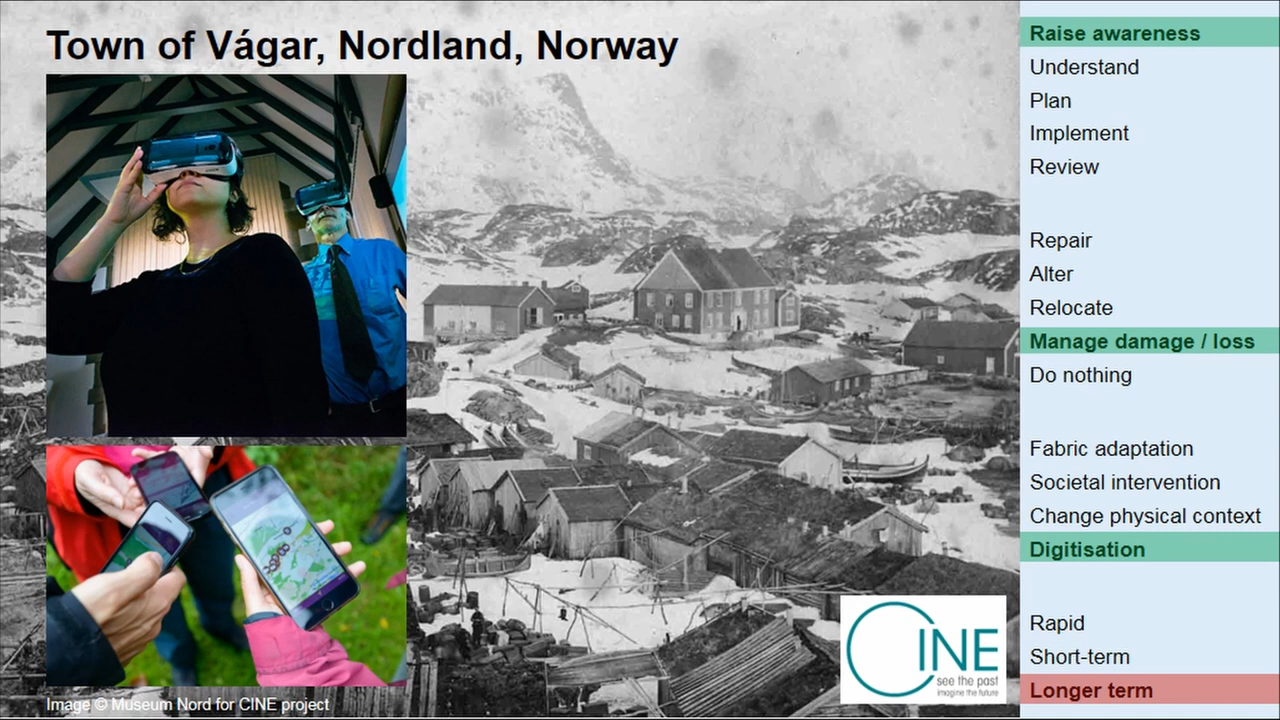 Town of Vágar, Nordland, Norway
Raise awareness
Understand
Plan
Implement
Review
Repair
Alter
Relocate
Manage damage / loss
Do nothing
Fabric adaptation
Societal intervention
Change physical context
Digitisation
Rapid
Short-term
Longer term
CINE
see the past
imagine the future
Image © Museum Nord for CINE project